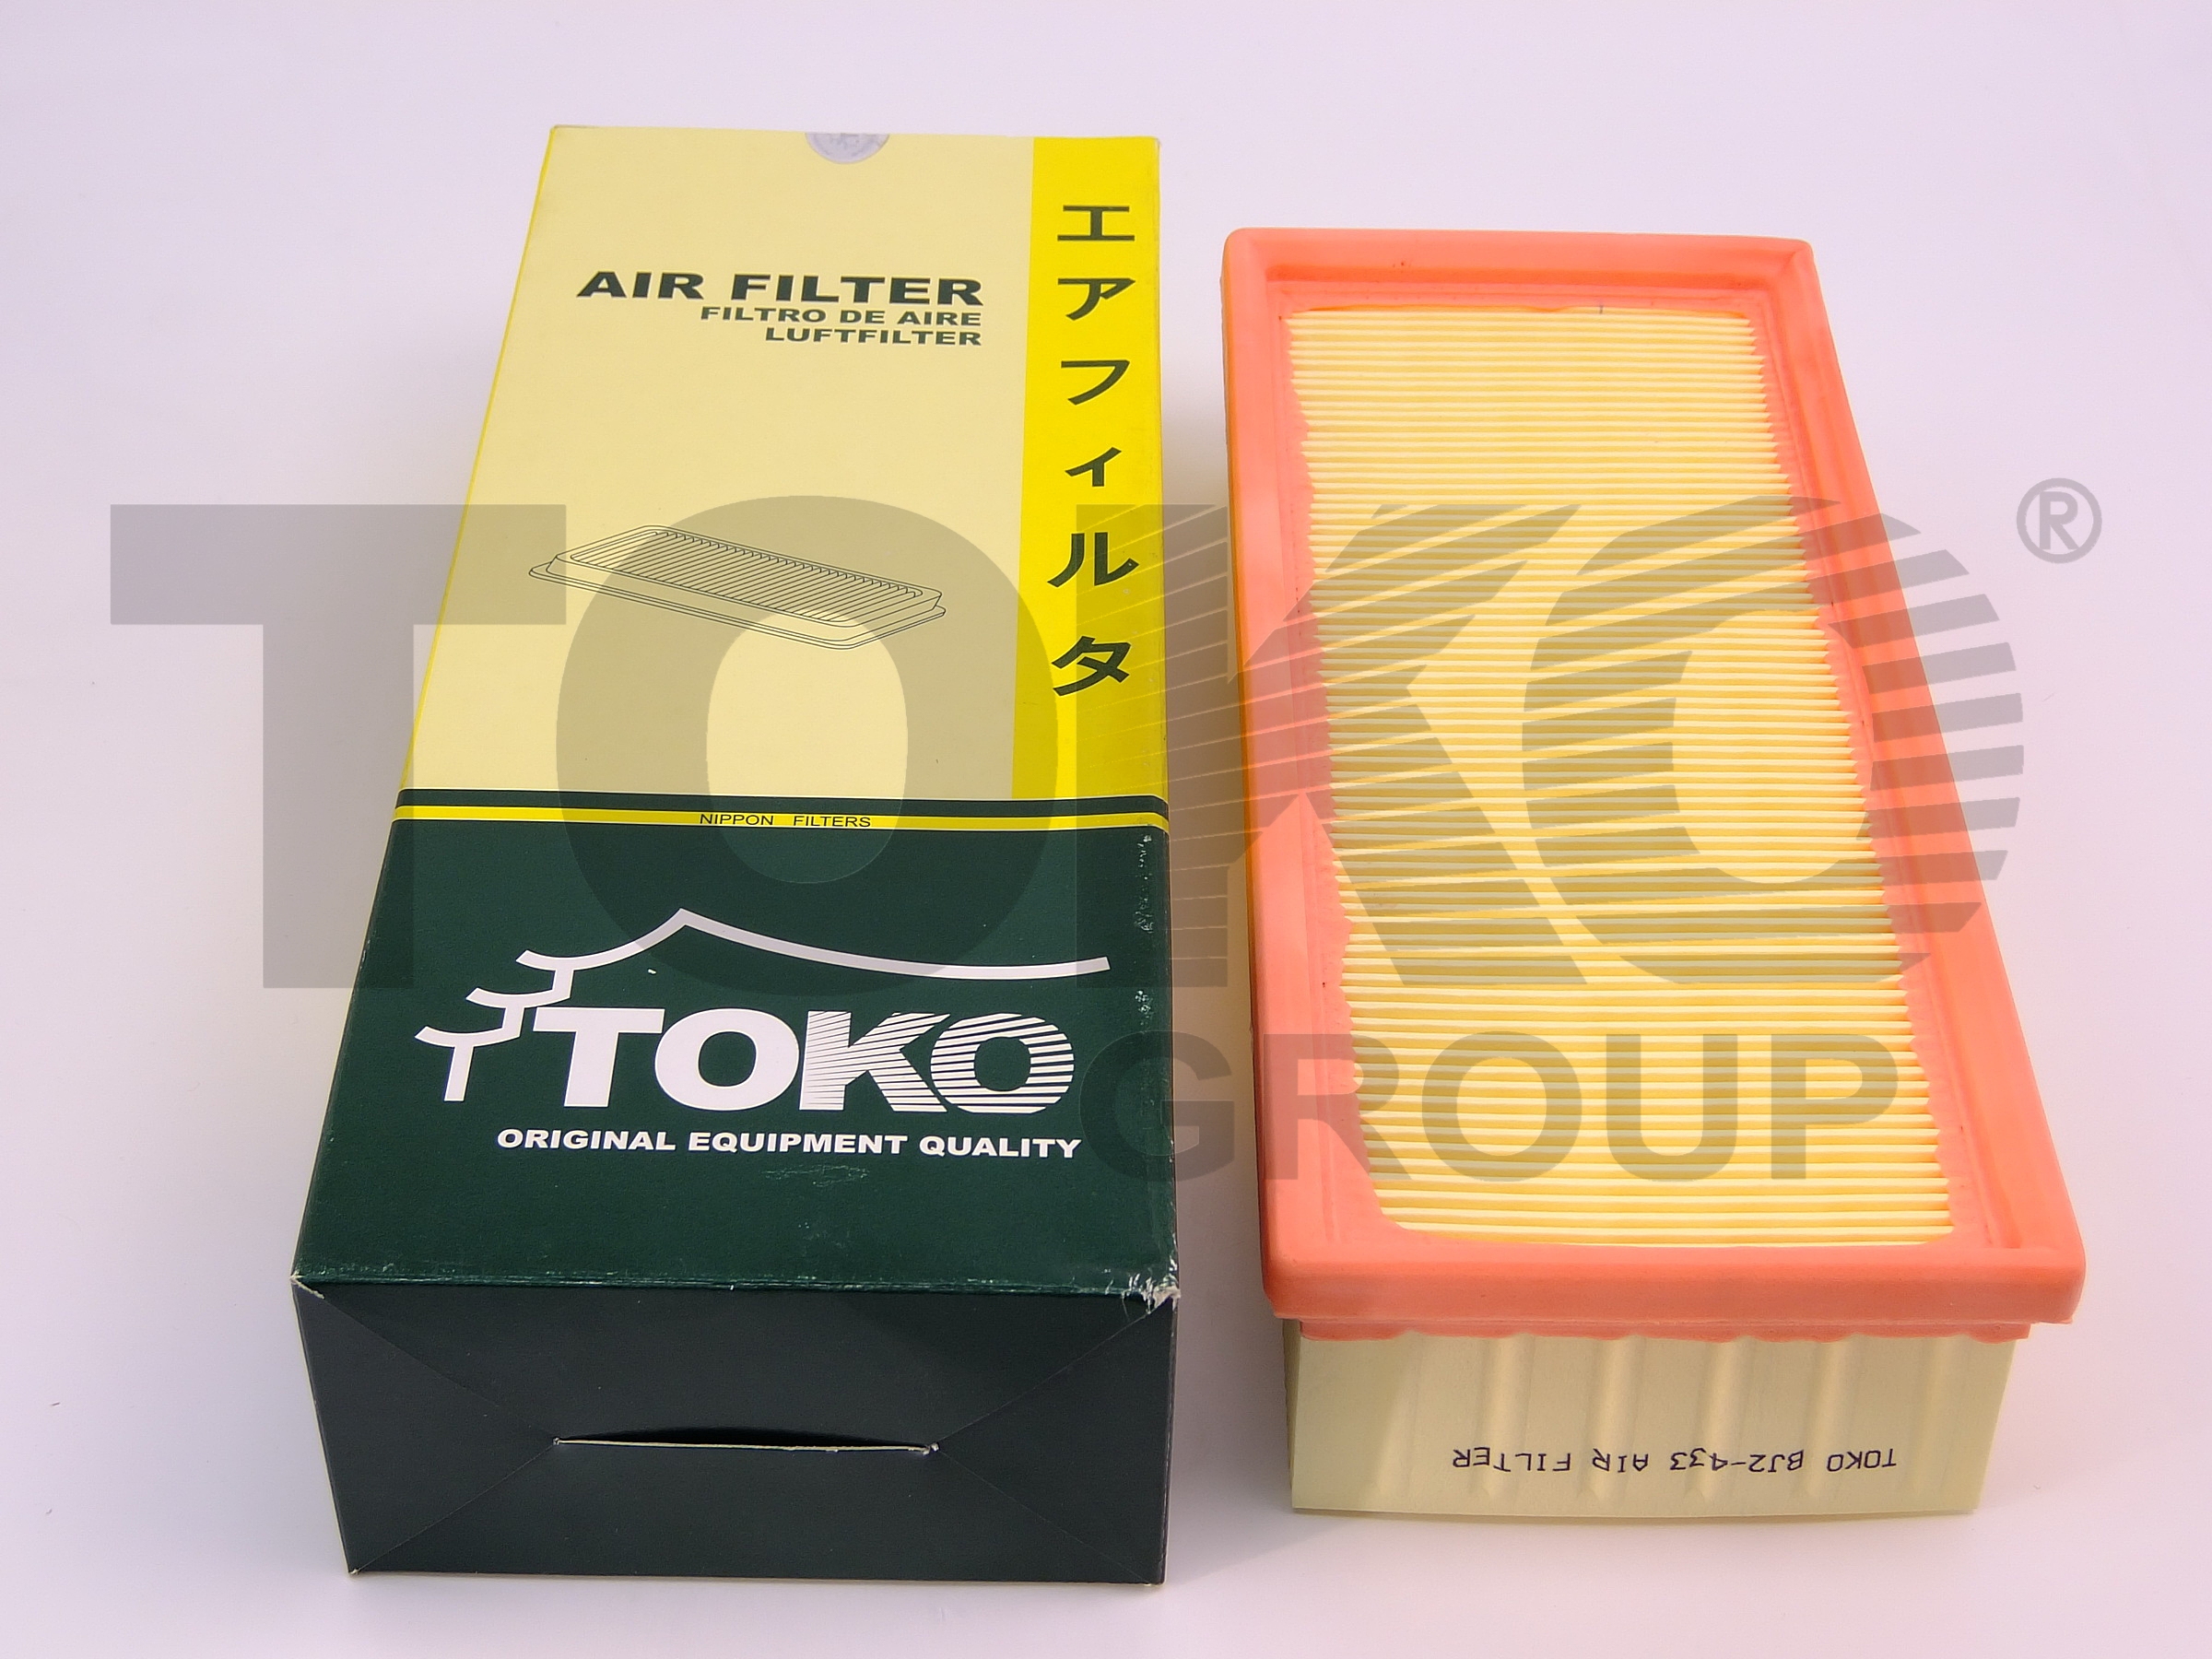 AIR FILTER
FILTRO DE AIRE
LUFTFILTER
エアフィルタ
NIPPON FILTERS
TOKO
ORIGINAL EQUIPMENT QUALITY
TOKO BJ2-433 AIR FILTER
TOKO®
GROUP